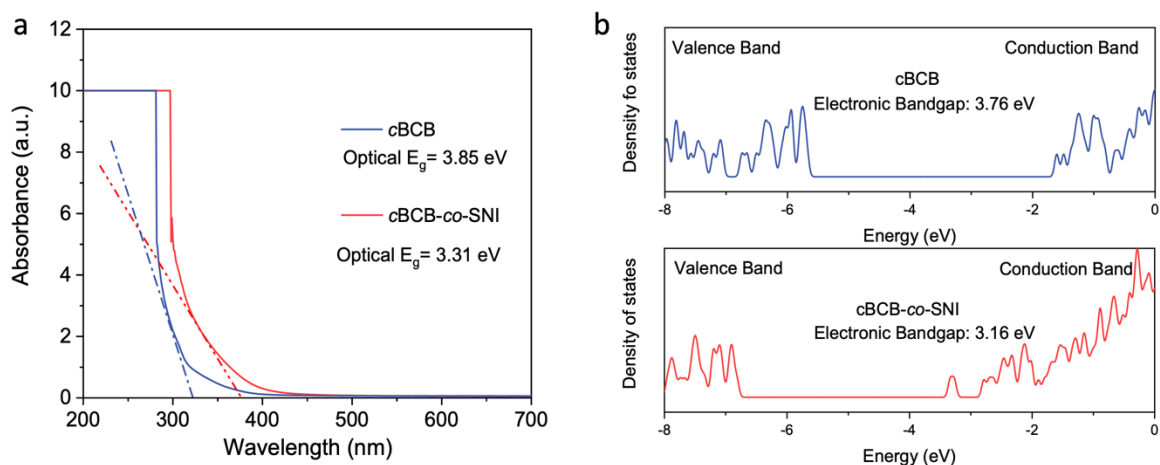 a
12
10
8
6
4
2
0
Absorbance (a.u.)
cBCB
Optical Eg= 3.85 eV
cBCB-co-SNI
Optical Eg= 3.31 eV
200 300 400 500 600 700
Wavelength (nm)
b
Desnsity fo states
Valence Band Conduction Band
cBCB
Electronic Bandgap: 3.76 eV
-8 -6 -4 -2 0
Energy (eV)
Density of states
Valence Band Conduction Band
cBCB-co-SNI
Electronic Bandgap: 3.16 eV
-8 -6 -4 -2 0
Energy (eV)